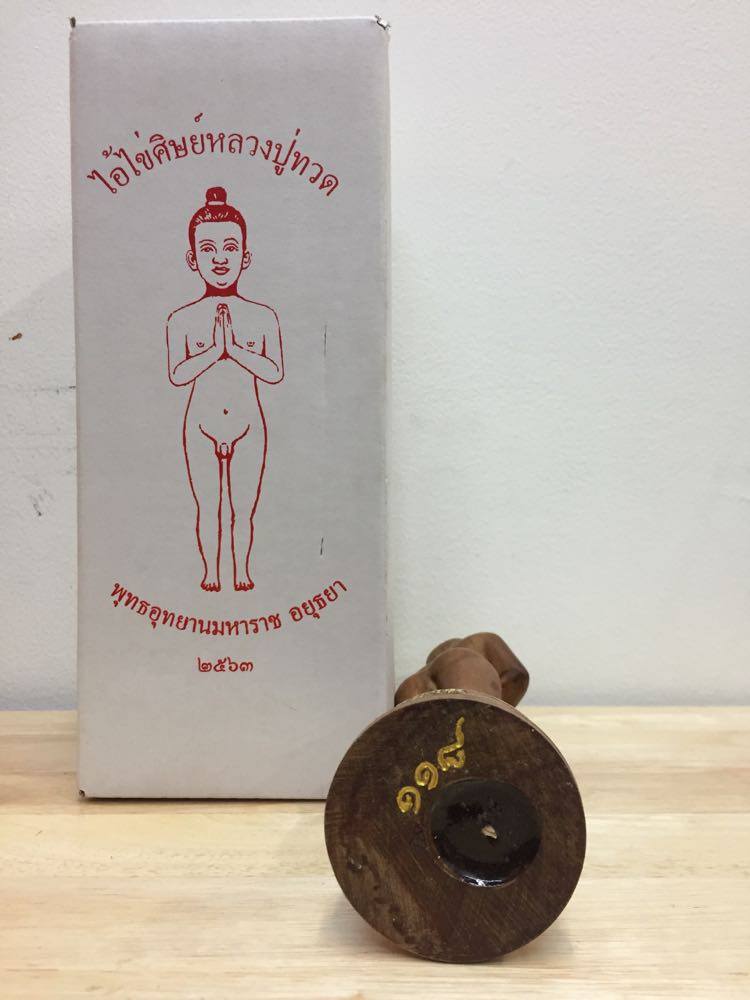 ไอ้ไข่ศิษย์หลวงปู่ทวด
พุทธอุทยานมหาราช อยุธยา
๒๕๖๓
๑๑๘